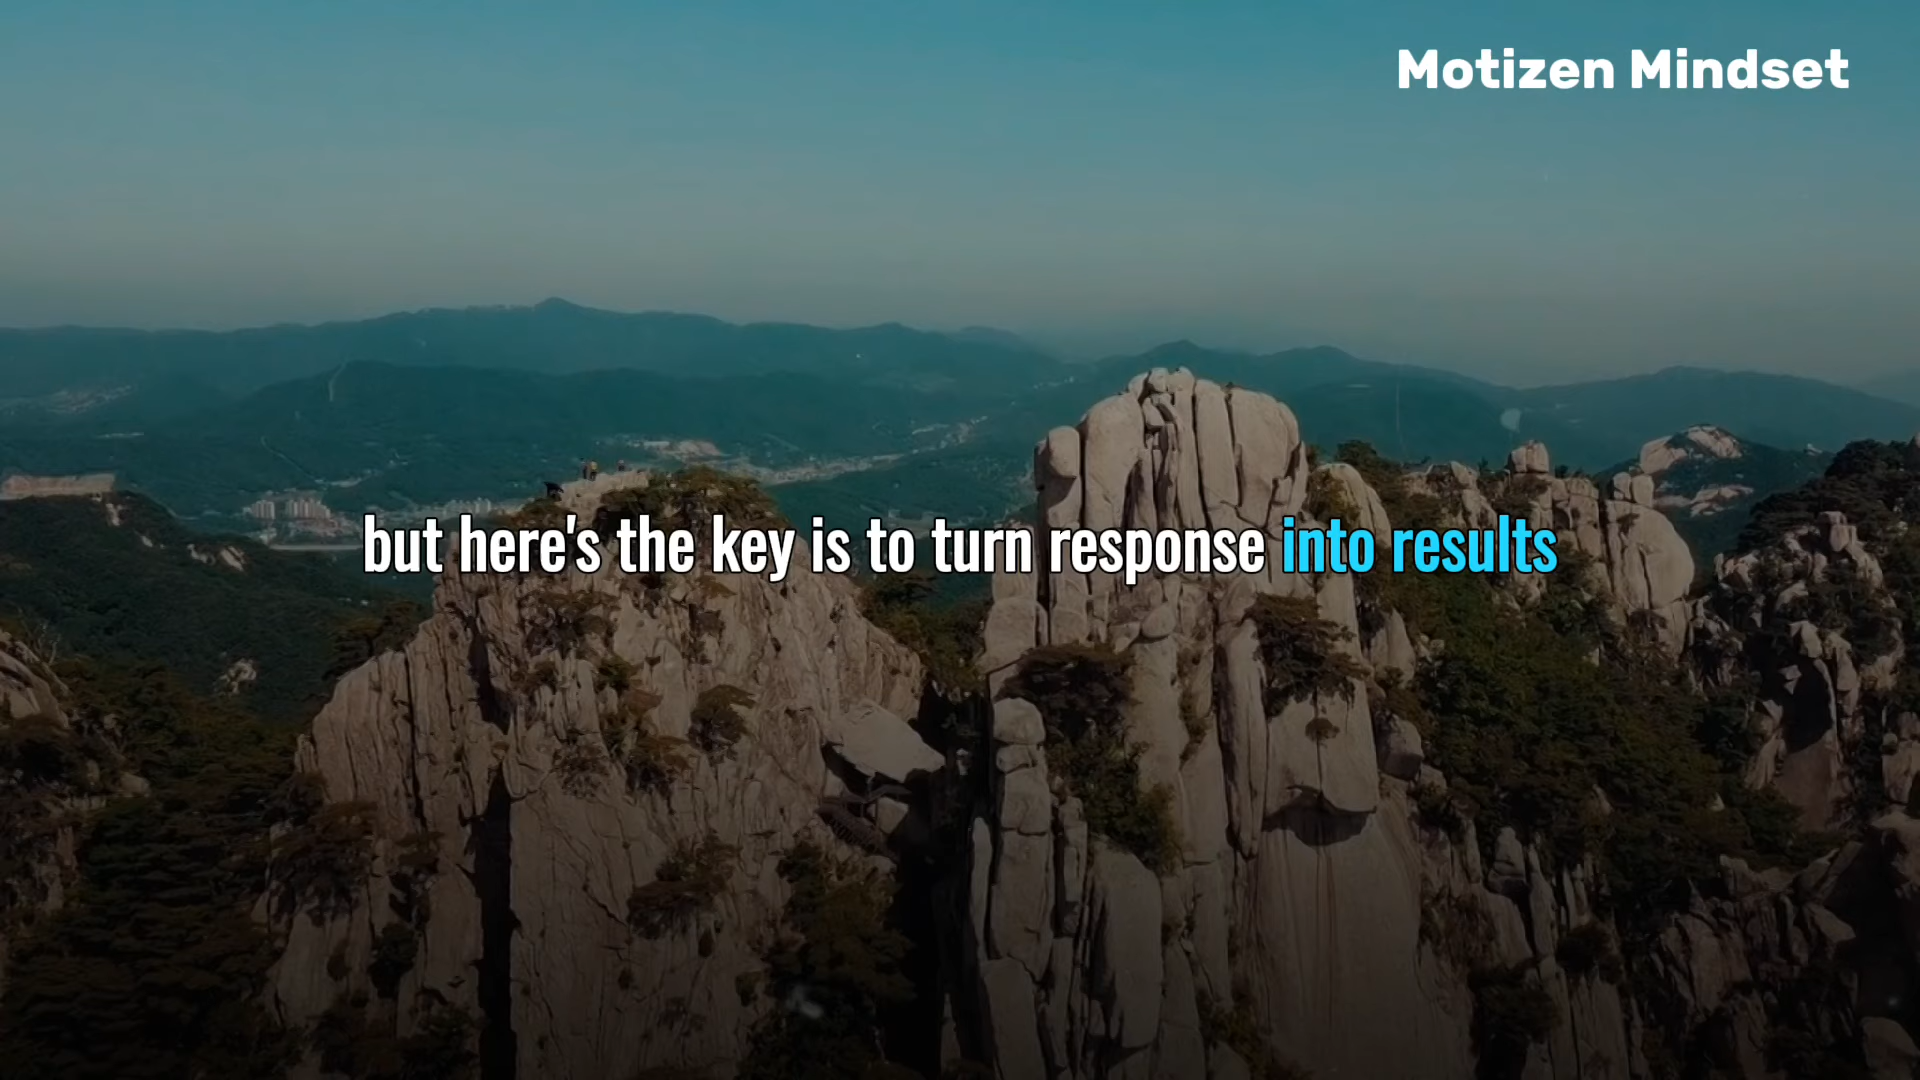 Motizen Mindset
but here's the key is to turn response into results